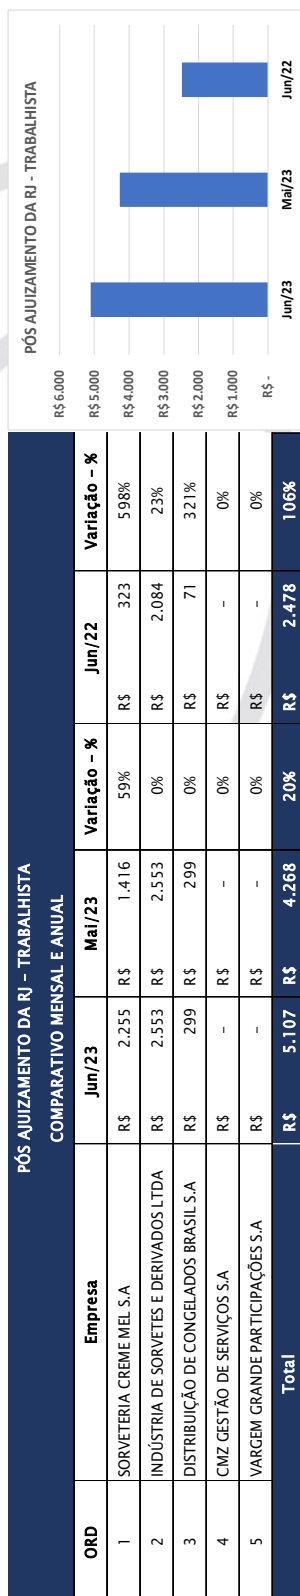 PÓS AJUIZAMENTO DA RJ – TRABALHISTA
COMPARATIVO MENSAL E ANUAL
ORD Empresa Jun/23 Mai/23 Variação – % Jun/22 Variação – %
1 SORVETERIA CREME MEL S.A R$ 2.255 R$ 1.416 59% R$ 323 598%
2 INDÚSTRIA DE SORVETES E DERIVADOS LTDA R$ 2.553 R$ 2.553 0% R$ 2.084 23%
3 DISTRIBUIÇÃO DE CONGELADOS BRASIL S.A R$ 299 R$ 299 0% R$ 71 321%
4 CMZ GESTÃO DE SERVIÇOS S.A R$ – R$ – 0% R$ – 0%
5 VARGEM GRANDE PARTICIPAÇÕES S.A R$ – R$ – 0% R$ – 0%
Total R$ 5.107 R$ 4.268 20% R$ 2.478 106%
PÓS AJUIZAMENTO DA RJ - TRABALHISTA
R$ 6.000
R$ 5.000
R$ 4.000
R$ 3.000
R$ 2.000
R$ 1.000
R$ -
Jun/23 Mai/23 Jun/22